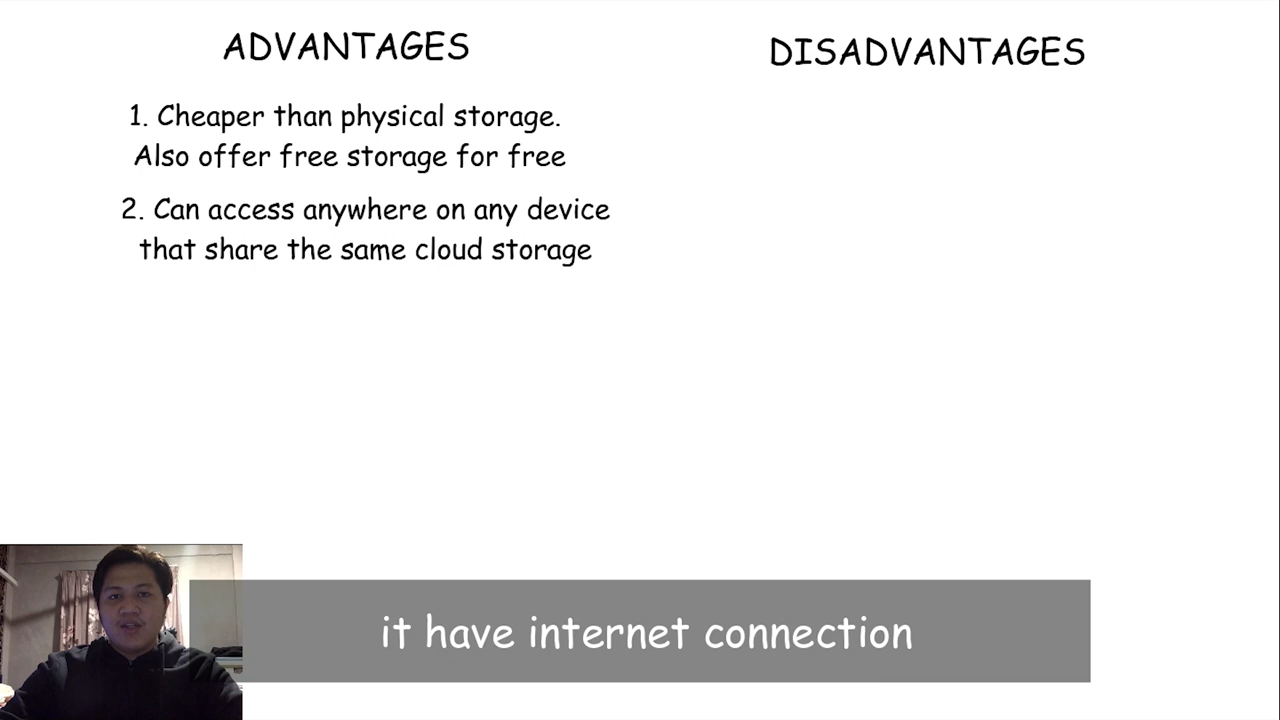 ADVANTAGES
DISADVANTAGES
1. Cheaper than physical storage.
Also offer free storage for free
2. Can access anywhere on any device
that share the same cloud storage
it have internet connection